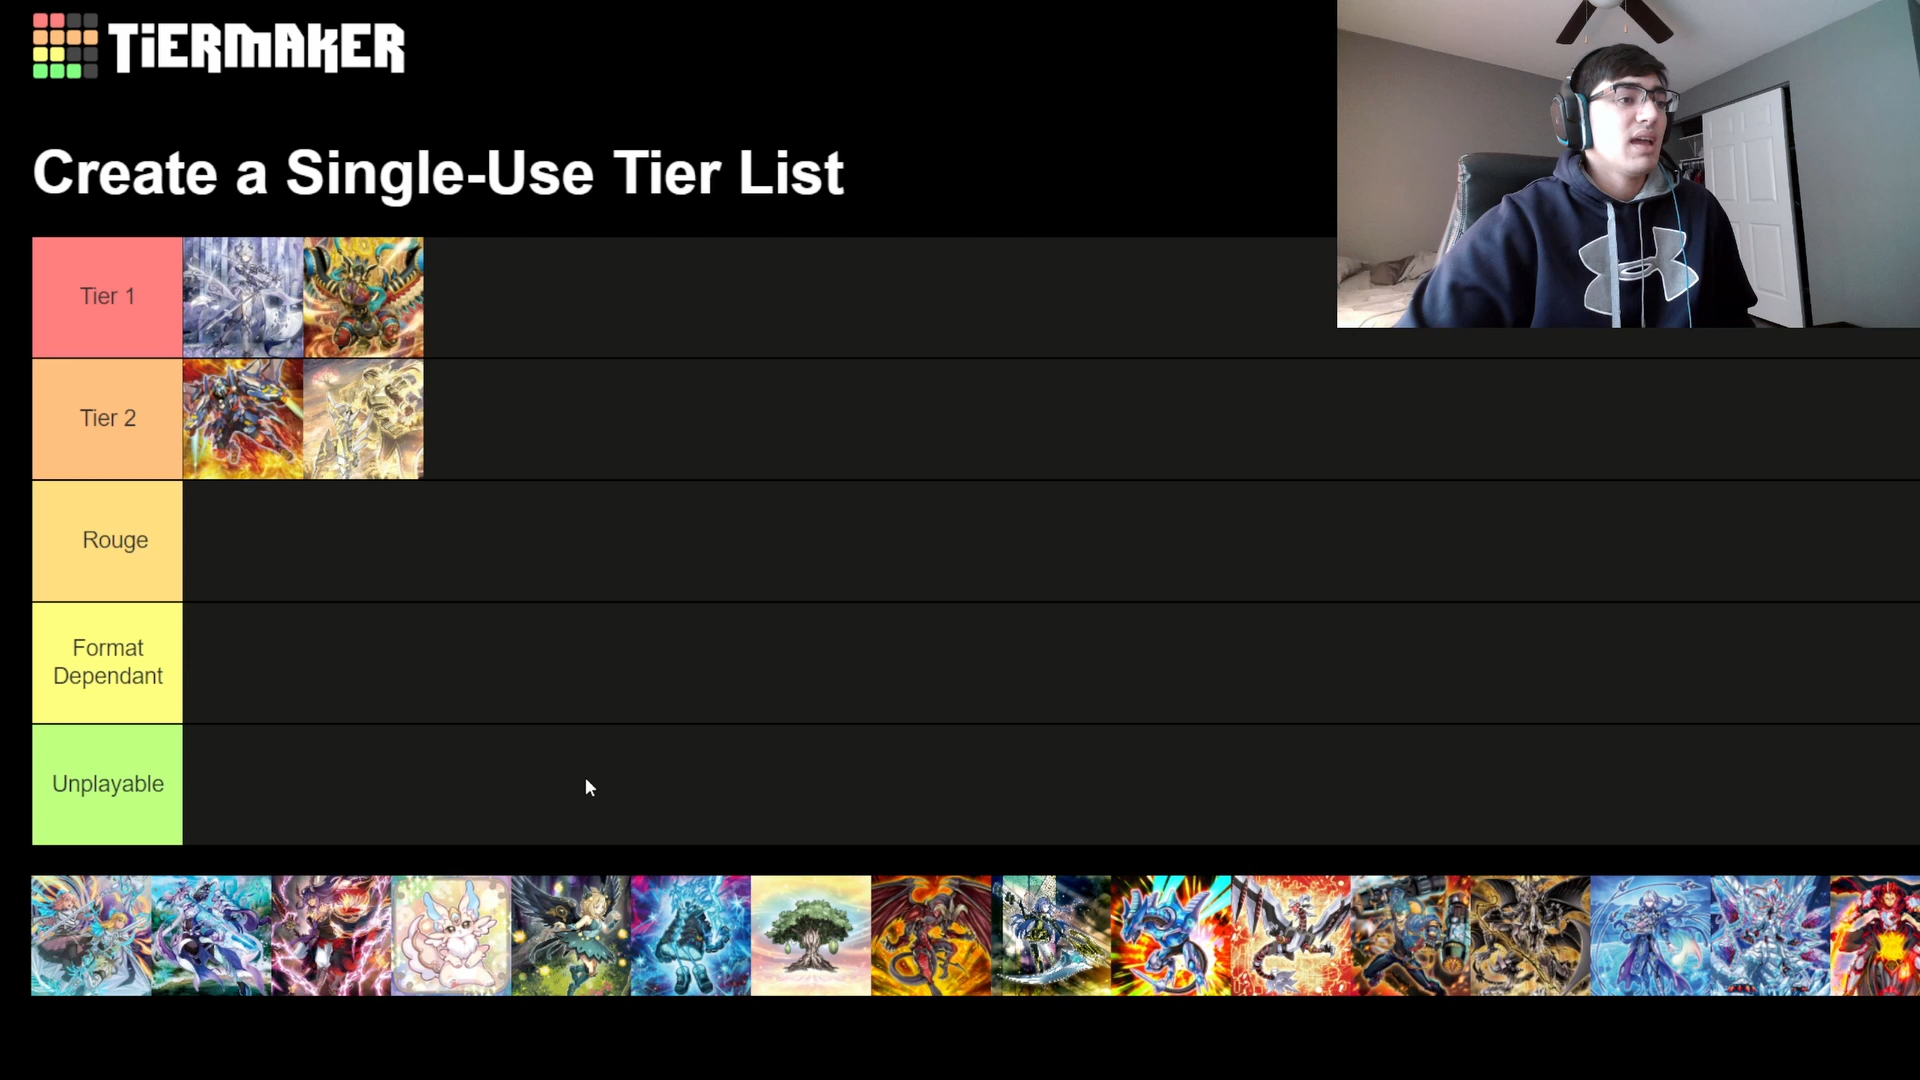 TiERMAKER
Create a Single-Use Tier List
Tier 1
Tier 2
Rouge
Format
Dependant
Unplayable